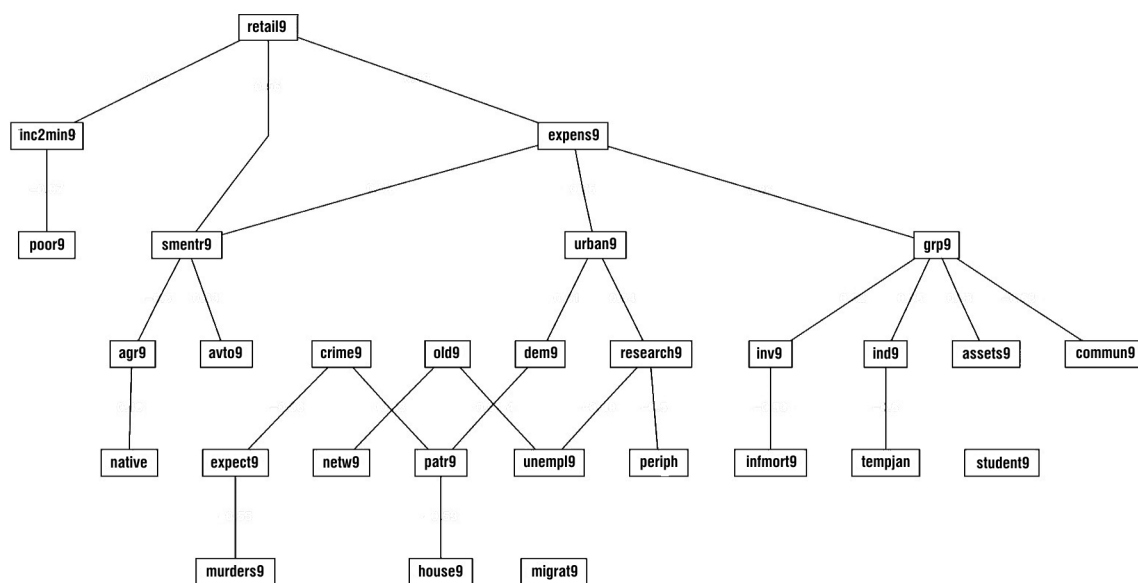 retail9
inc2min9 expens9
poor9 smentr9 urban9 grp9
agr9 avto9 crime9 old9 dem9 research9 inv9 ind9 assets9 commun9
native expect9 netw9 patr9 unempl9 periph infmort9 tempjan student9
murders9 house9 migrat9